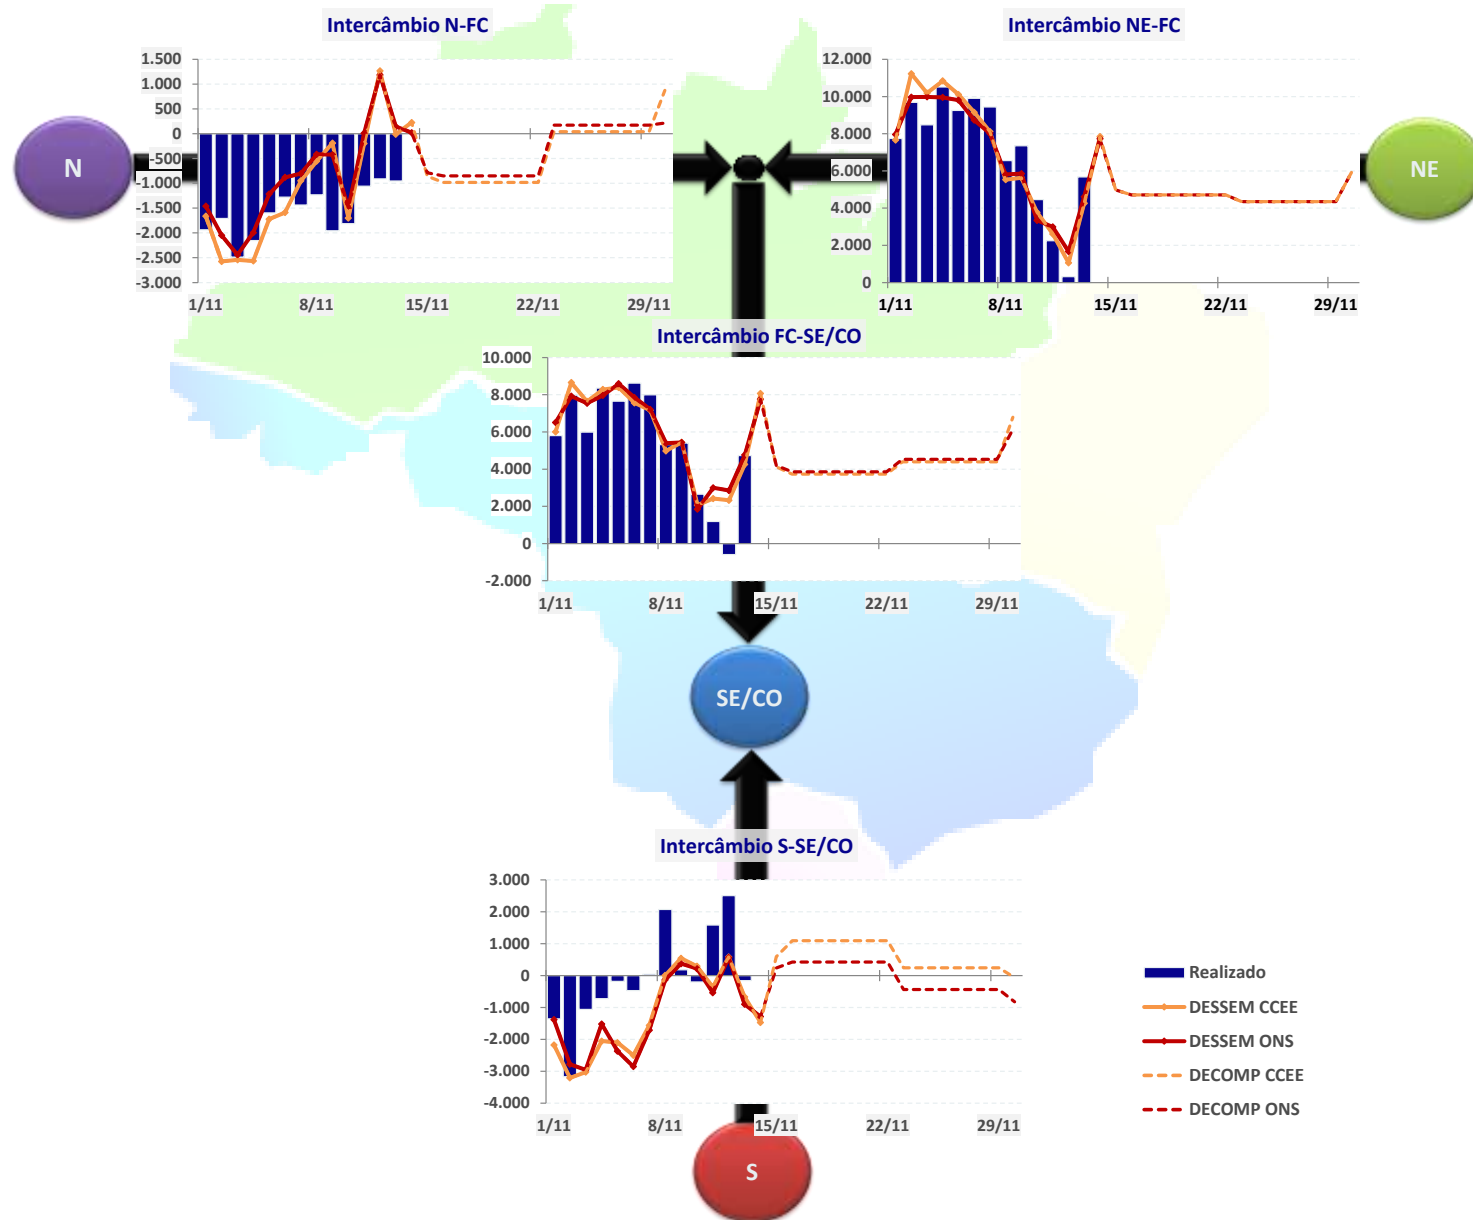 Intercâmbio N-FC
1.500
1.000
500
0
-500
-1.000
-1.500
-2.000
-2.500
-3.000
1/11 8/11 15/11 22/11 29/11
N
Intercâmbio NE-FC
12.000
10.000
8.000
6.000
4.000
2.000
0
1/11 8/11 15/11 22/11 29/11
NE
Intercâmbio FC-SE/CO
10.000
8.000
6.000
4.000
2.000
0
-2.000
1/11 8/11 15/11 22/11 29/11
SE/CO
Intercâmbio S-SE/CO
3.000
2.000
1.000
0
-1.000
-2.000
-3.000
-4.000
1/11 8/11 15/11 22/11 29/11
S
Realizado
DESSEM CCEE
DESSEM ONS
DECOMP CCEE
DECOMP ONS